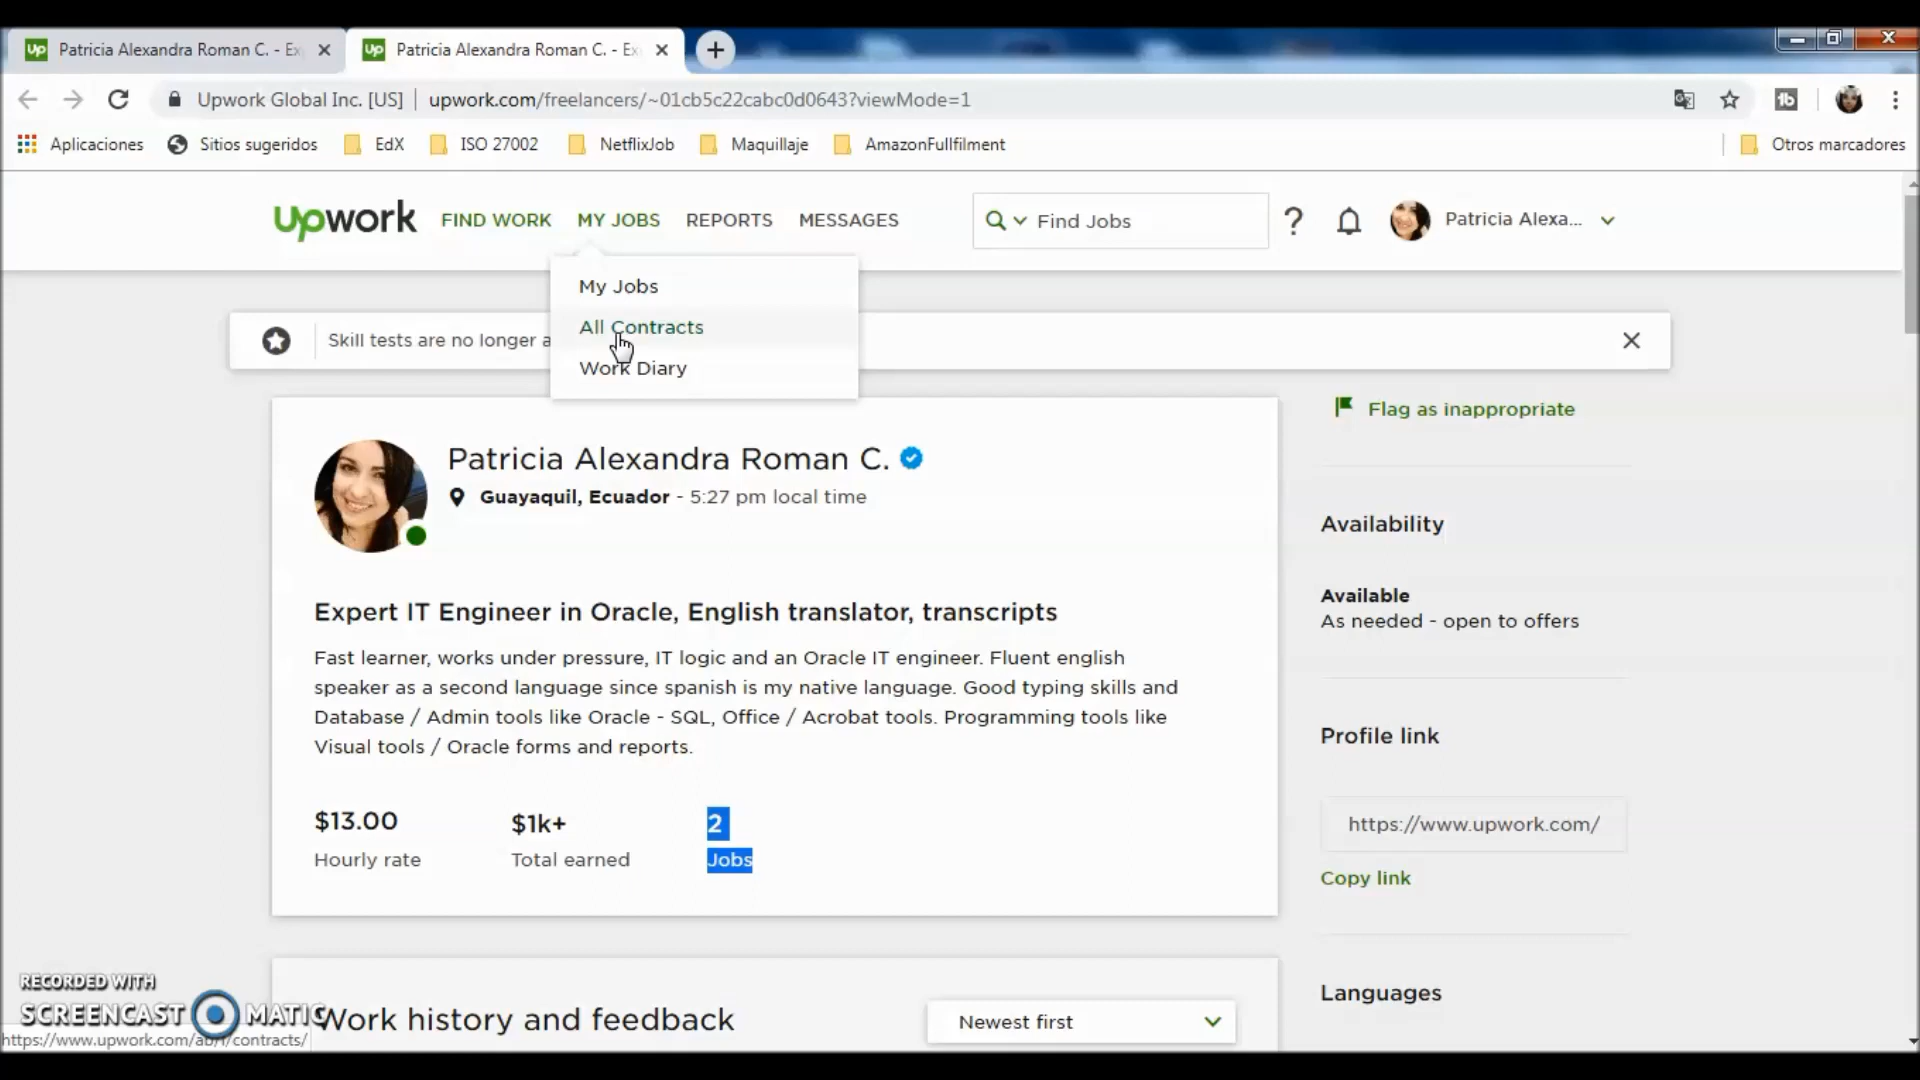 Patricia Alexandra Roman C. - Ex
Patricia Alexandra Roman C. - Ex
Upwork Global Inc. [US]
upwork.com/freelancers/~01cb5c22cabc0d0643?viewMode=1
Aplicaciones
Sitios sugeridos
EdX
ISO 27002
NetflixJob
Maquillaje
AmazonFullfilment
Otros marcadores
upwork
FIND WORK
MY JOBS
REPORTS
MESSAGES
Find Jobs
Patricia Alexa...
My Jobs
All Contracts
Work Diary
Skill tests are no longer a
Flag as inappropriate
Patricia Alexandra Roman C.
Guayaquil, Ecuador - 5:27 pm local time
Expert IT Engineer in Oracle, English translator, transcripts
Fast learner, works under pressure, IT logic and an Oracle IT engineer. Fluent english
speaker as a second language since spanish is my native language. Good typing skills and
Database / Admin tools like Oracle - SQL, Office / Acrobat tools. Programming tools like
Visual tools / Oracle forms and reports.
$13.00
Hourly rate
$1k+
Total earned
2
Jobs
Availability
Available
As needed - open to offers
Profile link
https://www.upwork.com/
Copy link
Languages
Work history and feedback
Newest first
RECORDED WITH
SCREENCAST MATIC
https://www.upwork.com/ab/f/contracts/